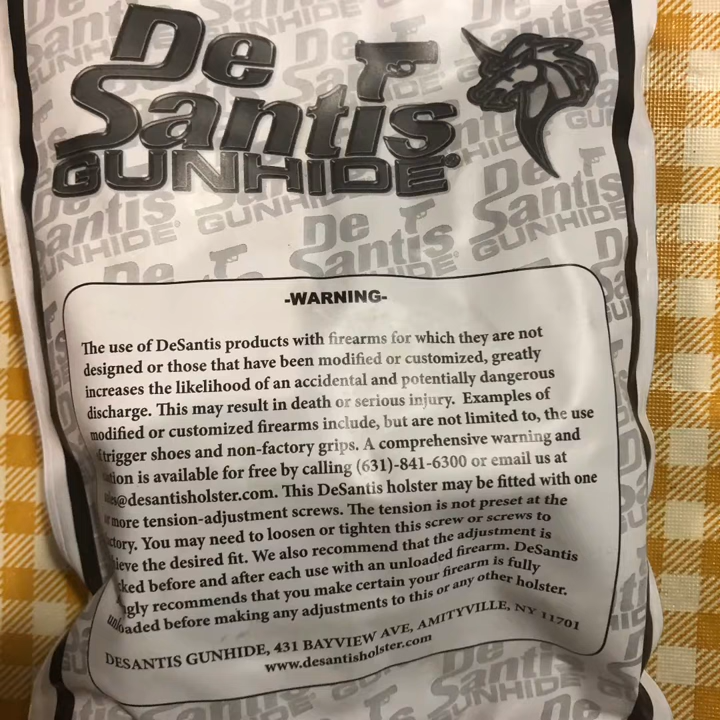 De
Santis
GUNHIDE®
-WARNING-
The use of DeSantis products with firearms for which they are not
designed or those that have been modified or customized, greatly
increases the likelihood of an accidental and potentially dangerous
discharge. This may result in death or serious injury. Examples of
modified or customized firearms include, but are not limited to, the use
trigger shoes and non-factory grips. A comprehensive warning and
is available for free by calling (631)-841-6300 or email us at
@desantisholster.com. This DeSantis holster may be fitted with one
more tension-adjustment screws. The tension is not preset at the
You may need to loosen or tighten this screw or screws to
the desired fit. We also recommend that the adjustment is
before and after each use with an unloaded firearm. DeSantis
recommends that you make certain your firearm is fully
unloaded before making any adjustments to this or any other holster.
DESANTIS GUNHIDE, 431 BAYVIEW AVE, AMITYVILLE, NY 11701
www.desantisholster.com